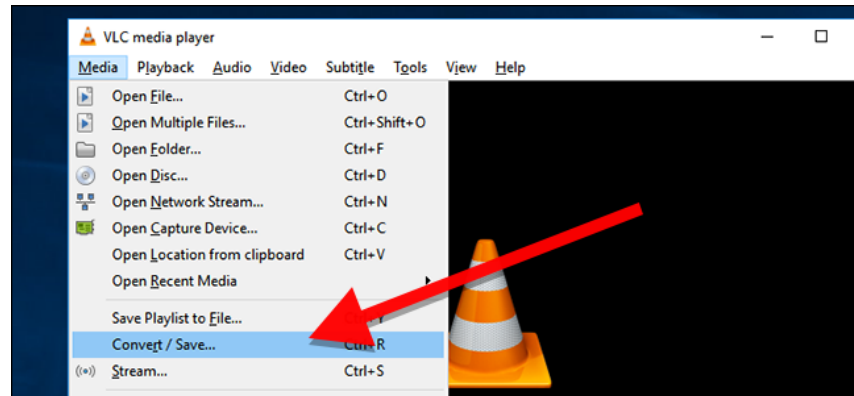 VLC media player
Media Playback Audio Video Subtitle Tools View Help
Open File... Ctrl+O
Open Multiple Files... Ctrl+Shift+O
Open Folder... Ctrl+F
Open Disc... Ctrl+D
Open Network Stream... Ctrl+N
Open Capture Device... Ctrl+C
Open Location from clipboard Ctrl+V
Open Recent Media
Save Playlist to File... Ctrl+Y
Convert / Save... Ctrl+R
Stream... Ctrl+S